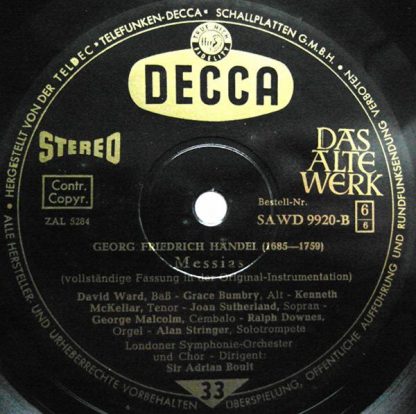 HERGESTELLT VON DER TELDEC • TELEFUNKEN-DECCA • SCHALLPLATTEN G.M.B.H.
ALLE HERSTELLER- UND URHEBERRECHTE VORBEHALTEN
ÜBERSPIELUNG, ÖFFENTLICHE AUFFÜHRUNG UND RUNDFUNKSENDUNG VERBOTEN
DECCA
STEREO
DAS
ALTE
WERK
Contr.
Copyr.
ZAL 5284
Bestell-Nr.
SAWD 9920-B
6
6
GEORG FRIEDRICH HÄNDEL (1685—1759)
Messias
(vollständige Fassung in der Original-Instrumentation)
David Ward, Baß - Grace Bumbry, Alt - Kenneth
McKellar, Tenor - Joan Sutherland, Sopran -
George Malcolm, Cembalo - Ralph Downes,
Orgel - Alan Stringer, Solotrompete
Londoner Symphonie-Orchester
und Chor - Dirigent:
Sir Adrian Boult
33